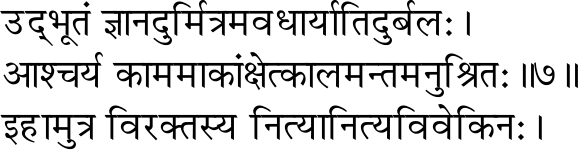 उद्‌भूतं ज्ञानदुर्मित्रमवधार्यातिदुर्बलः ।
आश्चर्य काममाकांक्षेत्कालमन्तमनुश्रितः ॥७॥
इहामुत्र विरक्तस्य नित्यानित्यविवेकिनः ।